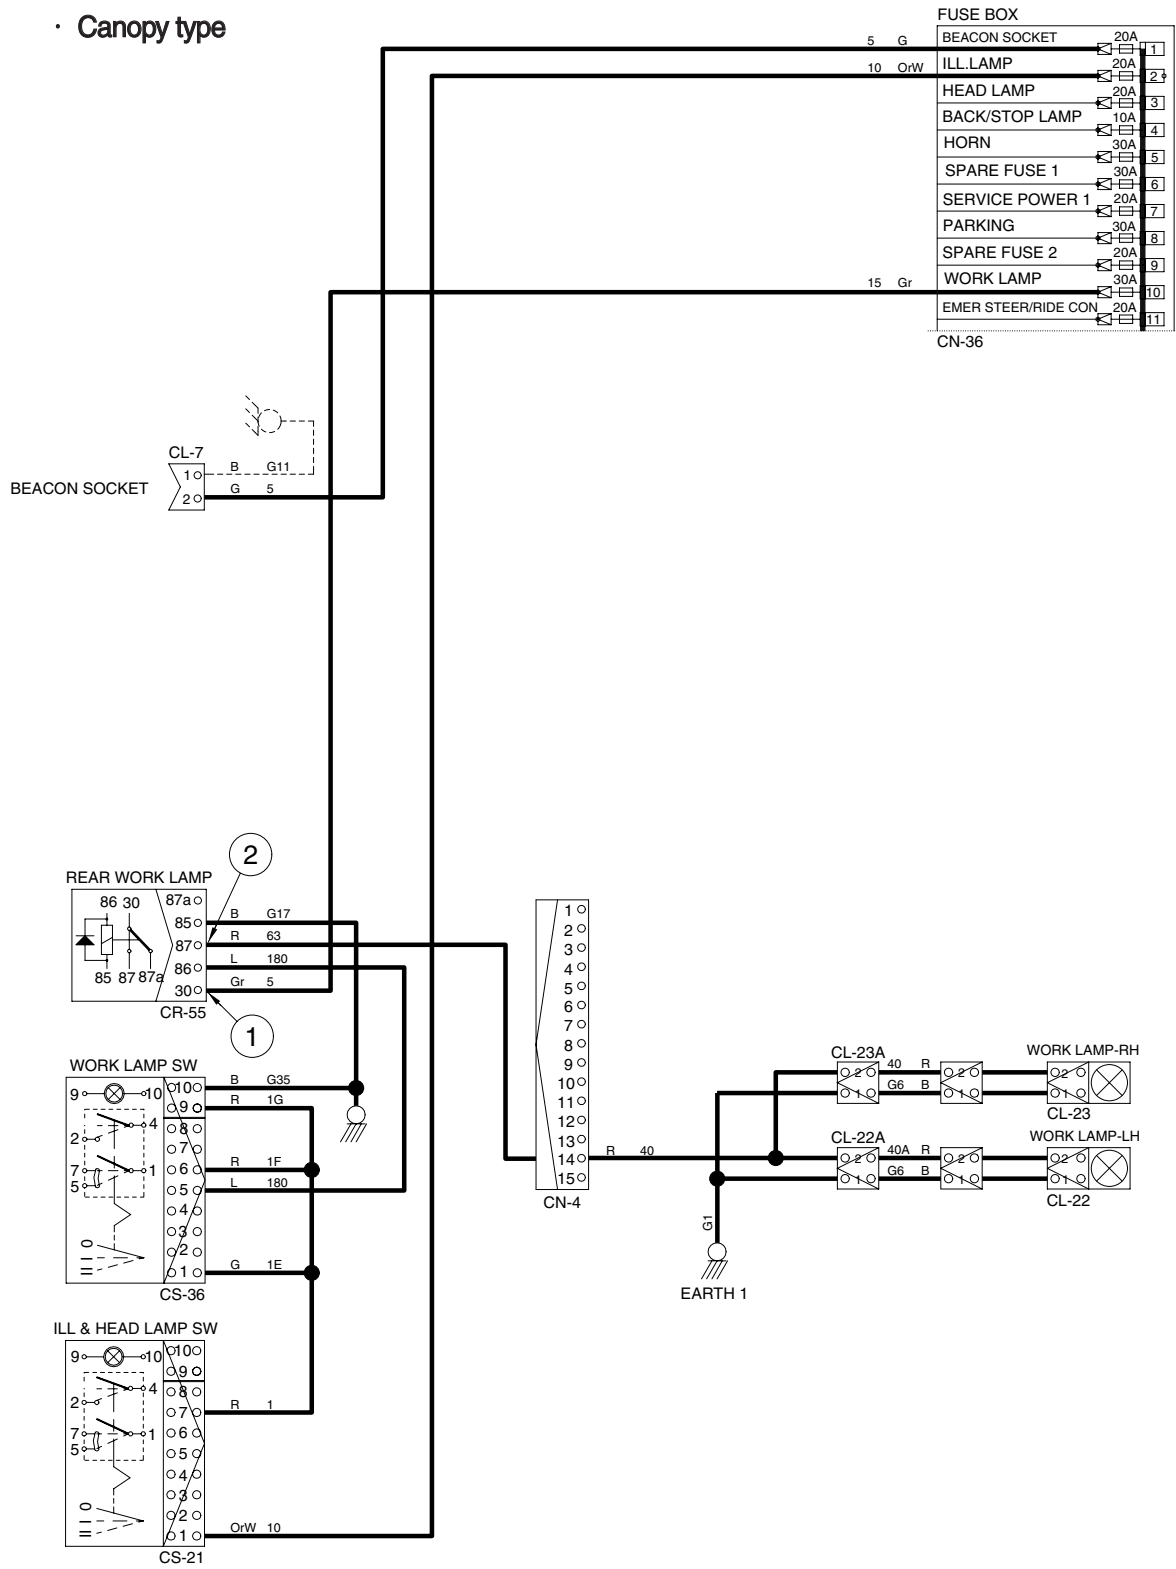 · Canopy type
FUSE BOX
5 G BEACON SOCKET 20A 1
10 OrW ILL.LAMP 20A 2
HEAD LAMP 20A 3
BACK/STOP LAMP 10A 4
HORN 30A 5
SPARE FUSE 1 30A 6
SERVICE POWER 1 20A 7
PARKING 30A 8
SPARE FUSE 2 20A 9
15 Gr WORK LAMP 30A 10
EMER STEER/RIDE CON 20A 11
CN-36
CL-7
BEACON SOCKET
1 B G11
2 G 5
2
REAR WORK LAMP
86 30
85 87 87a
87a
85 B G17
87 R 63
86 L 180
30 Gr 5
CR-55
1
WORK LAMP SW
9 10
4
2
7 1
5
0
I
II
10 B G35
9 R 1G
8
7
6 R 1F
5 L 180
4
3
2
1 G 1E
CS-36
ILL & HEAD LAMP SW
9 10
4
2
7 1
5
0
I
II
10
9
8
7 R 1
6
5
4
3
2
1 OrW 10
CS-21
1
2
3
4
5
6
7
8
9
10
11
12
13
14 R 40
15
CN-4
CL-23A
WORK LAMP-RH
2 40 R 2 2
1 G6 B 1 1
CL-23
CL-22A
WORK LAMP-LH
2 40A R 2 2
1 G6 B 1 1
CL-22
G1
EARTH 1